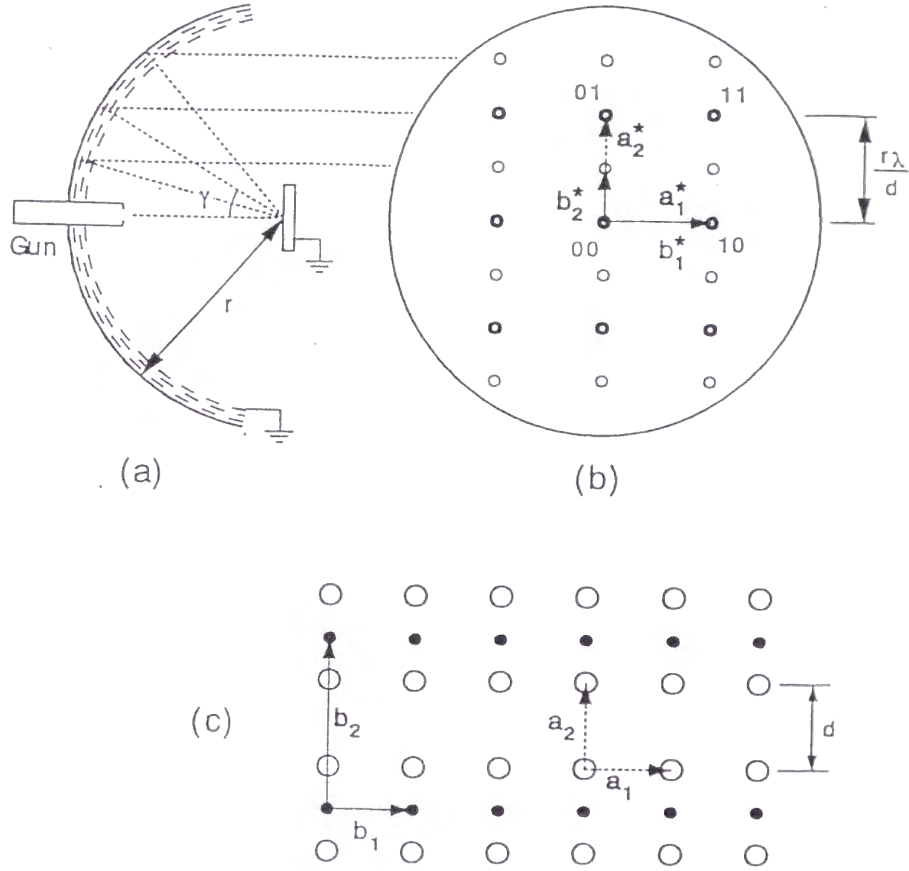 01
11
a₂*
γ
b₂*
a₁*
rλ/d
Gun
00
b₁*
10
r
(a)
(b)
b₂
a₂
d
(c)
a₁
b₁